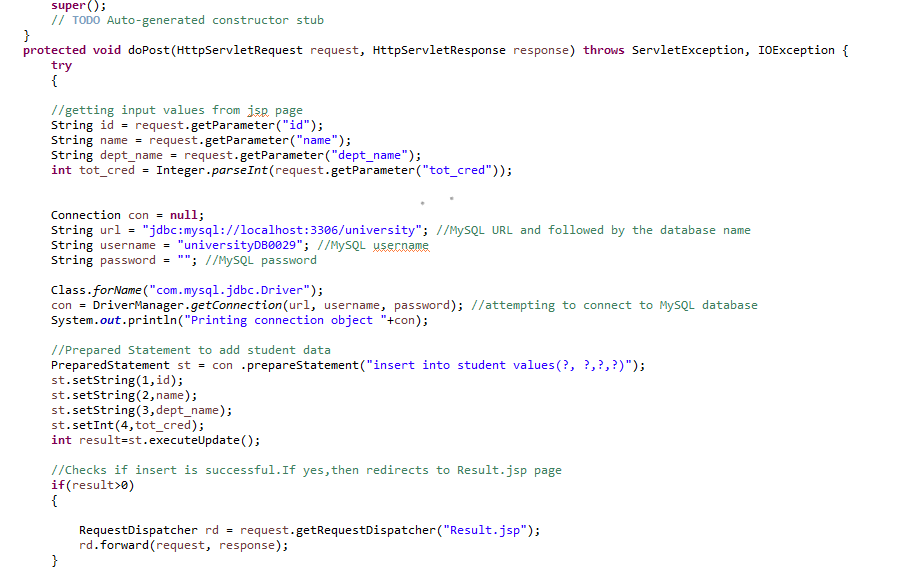 super();
// TODO Auto-generated constructor stub
}
protected void doPost(HttpServletRequest request, HttpServletResponse response) throws ServletException, IOException {
try
{
//getting input values from jsp page
String id = request.getParameter("id");
String name = request.getParameter("name");
String dept_name = request.getParameter("dept_name");
int tot_cred = Integer.parseInt(request.getParameter("tot_cred"));
Connection con = null;
String url = "jdbc:mysql://localhost:3306/university"; //MySQL URL and followed by the database name
String username = "universityDB0029"; //MySQL username
String password = ""; //MySQL password
Class.forName("com.mysql.jdbc.Driver");
con = DriverManager.getConnection(url, username, password); //attempting to connect to MySQL database
System.out.println("Printing connection object "+con);
//Prepared Statement to add student data
PreparedStatement st = con .prepareStatement("insert into student values(?, ?,?,?)");
st.setString(1,id);
st.setString(2,name);
st.setString(3,dept_name);
st.setInt(4,tot_cred);
int result=st.executeUpdate();
//Checks if insert is successful.If yes,then redirects to Result.jsp page
if(result>0)
{
RequestDispatcher rd = request.getRequestDispatcher("Result.jsp");
rd.forward(request, response);
}